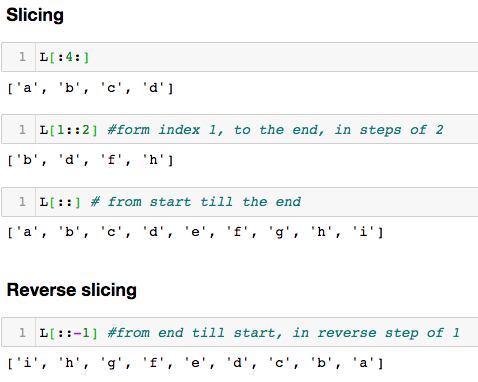 Slicing
1 L[:4:]
['a', 'b', 'c', 'd']
1 L[1::2] #form index 1, to the end, in steps of 2
['b', 'd', 'f', 'h']
1 L[::] # from start till the end
['a', 'b', 'c', 'd', 'e', 'f', 'g', 'h', 'i']
Reverse slicing
1 L[::-1] #from end till start, in reverse step of 1
['i', 'h', 'g', 'f', 'e', 'd', 'c', 'b', 'a']